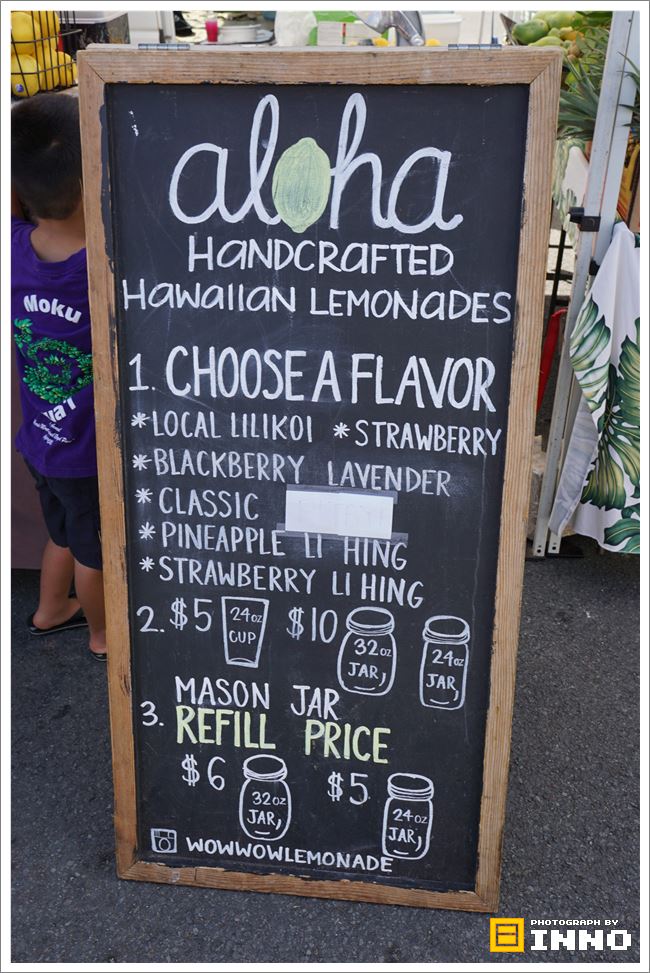 aloha
HANDCRAFTED
HAWAIIAN LEMONADES
1. CHOOSE A FLAVOR
* LOCAL LILIKOI * STRAWBERRY
* BLACKBERRY LAVENDER
* CLASSIC
* PINEAPPLE LI HING
* STRAWBERRY LI HING
2. $5 24oz CUP $10 32oz JAR, 24oz JAR,
MASON JAR
3. REFILL PRICE
$6 32oz JAR, $5 24oz JAR,
WOWWOWLEMONADE
Moku
PHOTOGRAPH BY
INNO